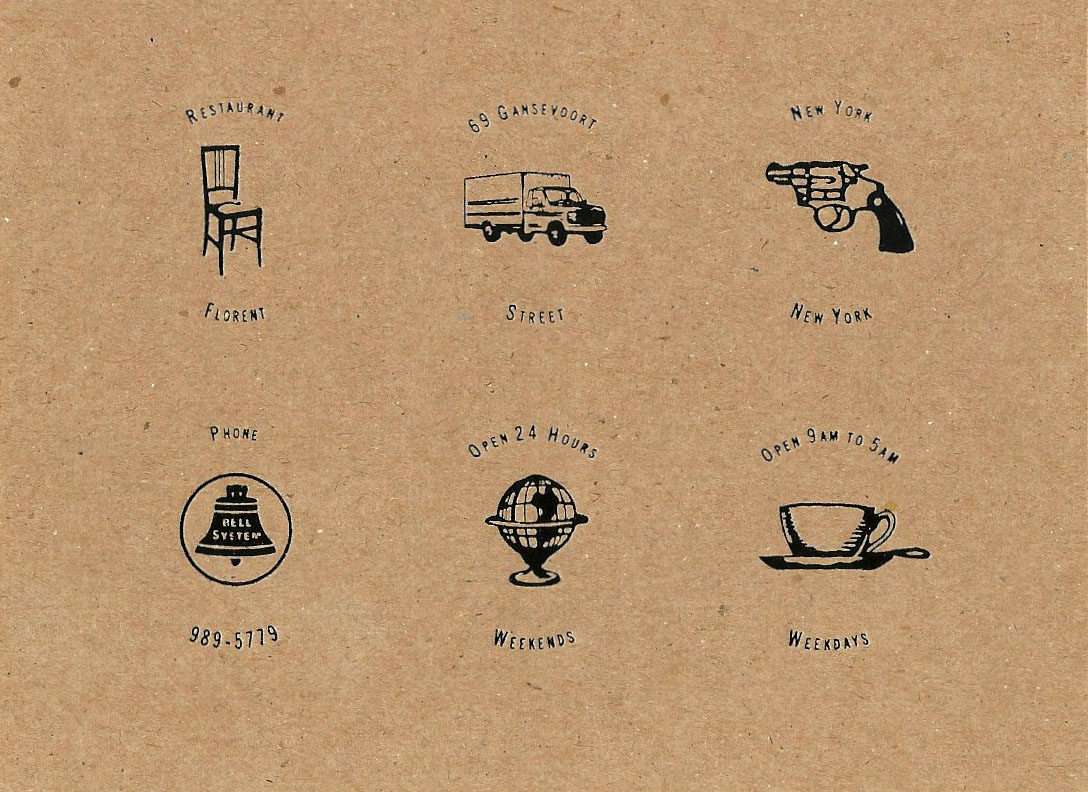 Restaurant
Florent
69 Gansevoort
Street
New York
New York
Phone
BELL
SYSTEM
989-5779
Open 24 Hours
Weekends
Open 9am to 5am
Weekdays